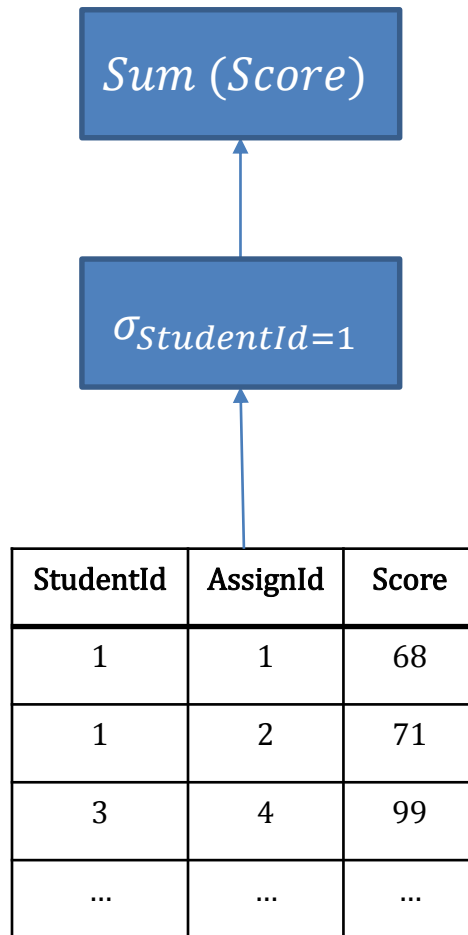 Sum (Score)
σStudentId=1
StudentId AssignId Score
1 1 68
1 2 71
3 4 99
... ... ...